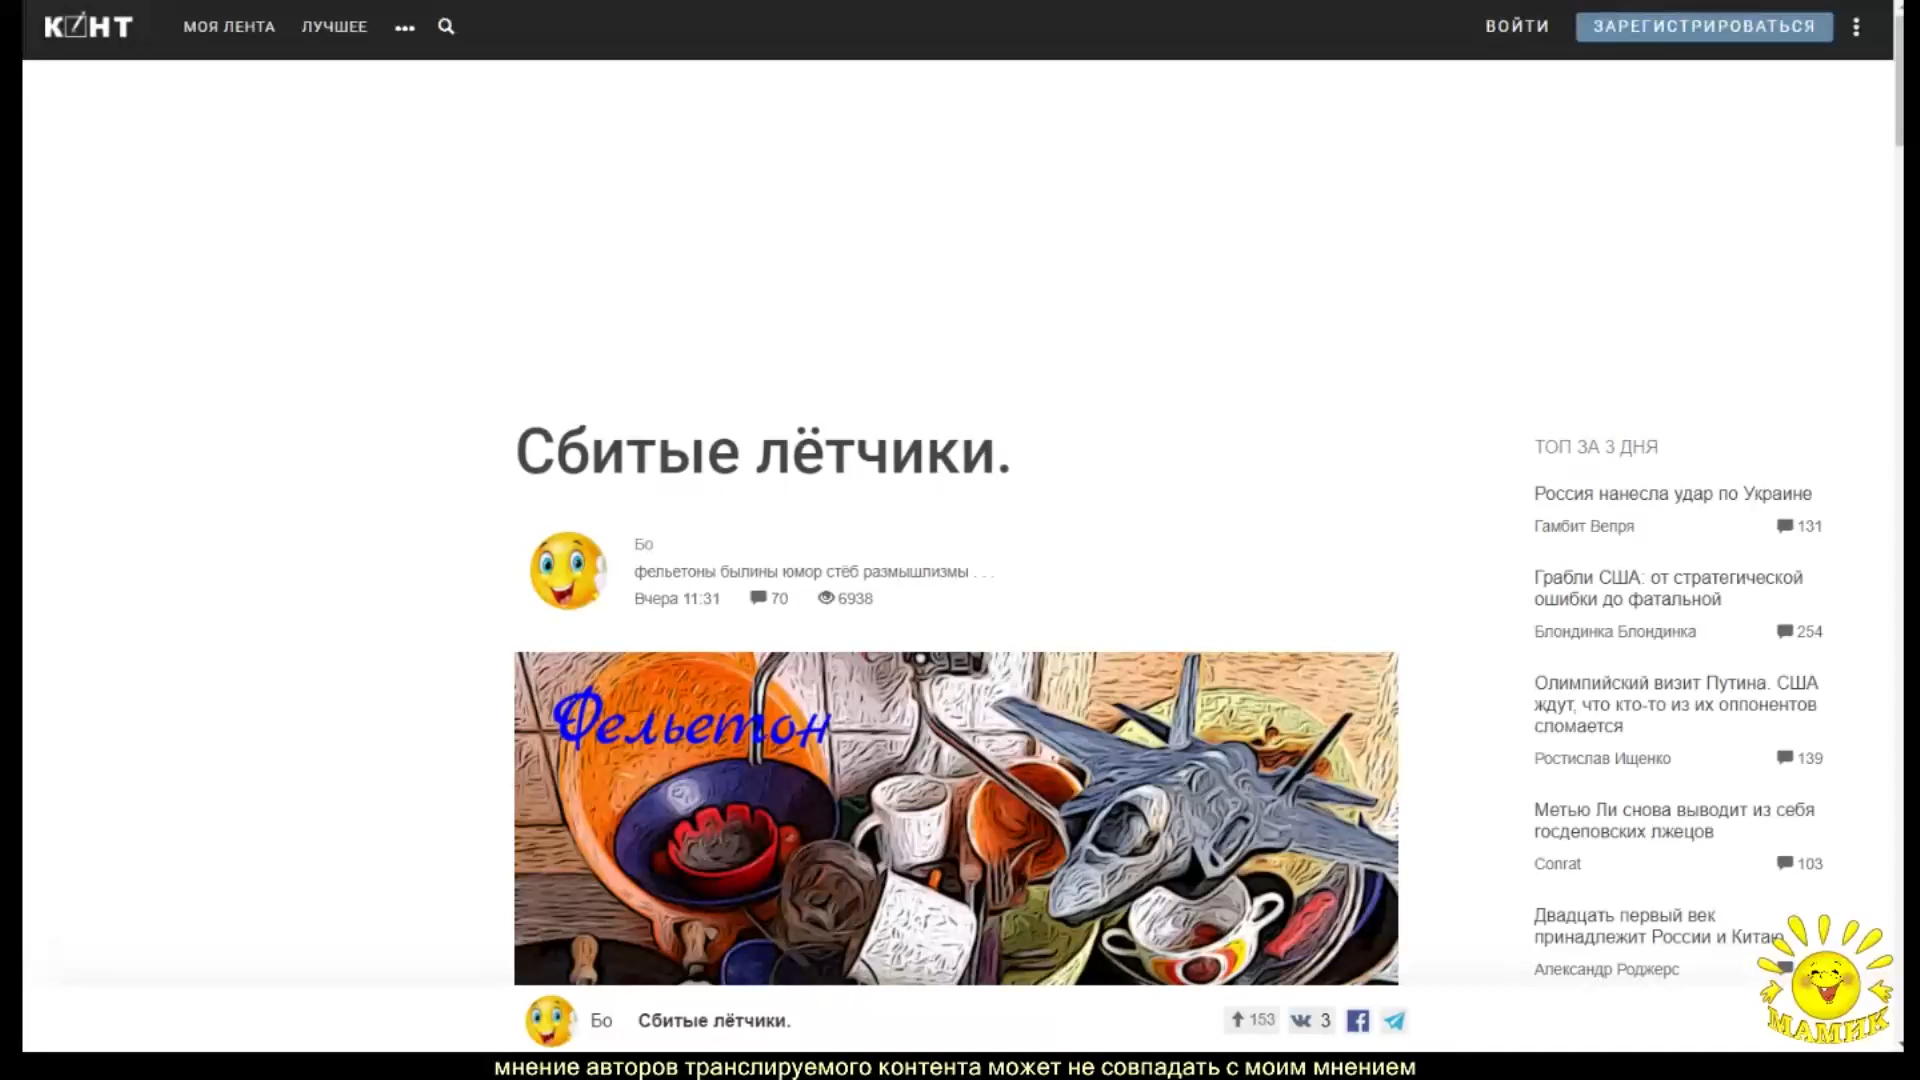 КОНТ
МОЯ ЛЕНТА ЛУЧШЕЕ ...
ВОЙТИ ЗАРЕГИСТРИРОВАТЬСЯ
Сбитые лётчики.
Бо
фельетоны былины юмор стёб размышлизмы . . .
Вчера 11:31 70 6938
Фельетон
Бо Сбитые лётчики.
153 3
ТОП ЗА 3 ДНЯ
Россия нанесла удар по Украине
Гамбит Вепря 131
Грабли США: от стратегической
ошибки до фатальной
Блондинка Блондинка 254
Олимпийский визит Путина. США
ждут, что кто-то из их оппонентов
сломается
Ростислав Ищенко 139
Метью Ли снова выводит из себя
госдеповских лжецов
Conrat 103
Двадцать первый век
принадлежит России и Китаю
Александр Роджерс
МАМИК
мнение авторов транслируемого контента может не совпадать с моим мнением